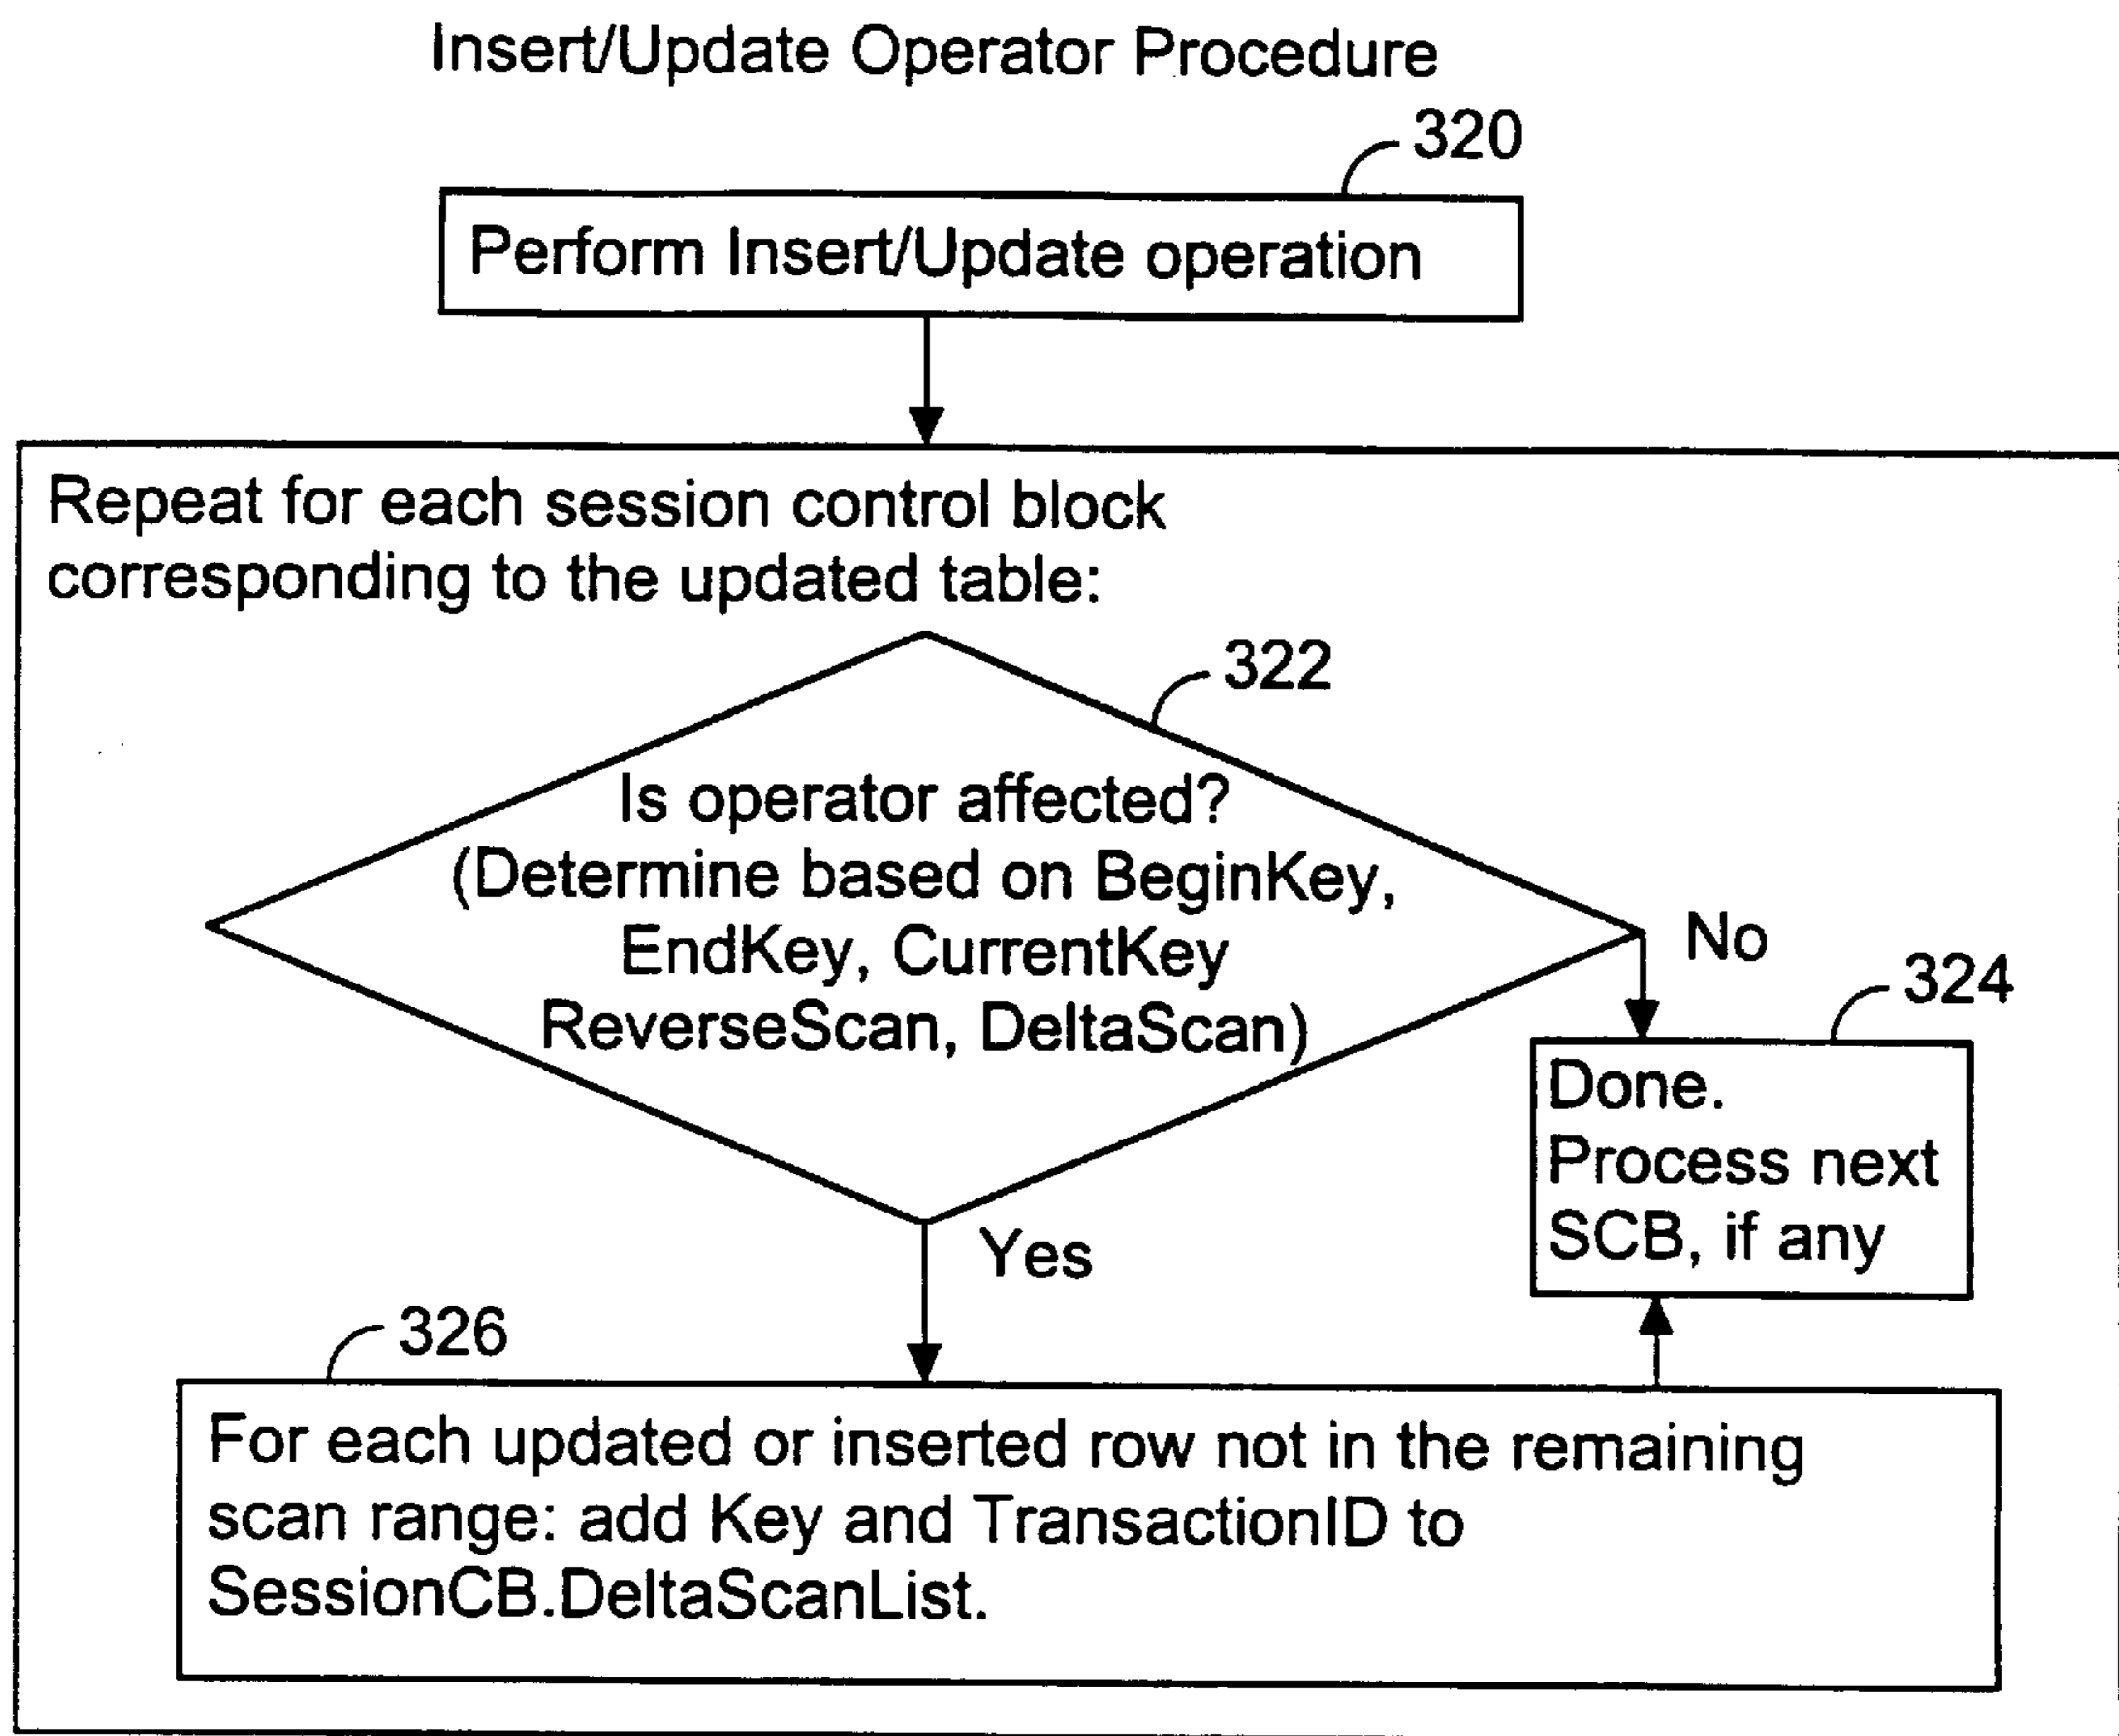 Insert/Update Operator Procedure
320
Perform Insert/Update operation
Repeat for each session control block
corresponding to the updated table:
322
Is operator affected?
(Determine based on BeginKey,
EndKey, CurrentKey
ReverseScan, DeltaScan)
No
324
Done.
Process next
SCB, if any
Yes
326
For each updated or inserted row not in the remaining
scan range: add Key and TransactionID to
SessionCB.DeltaScanList.